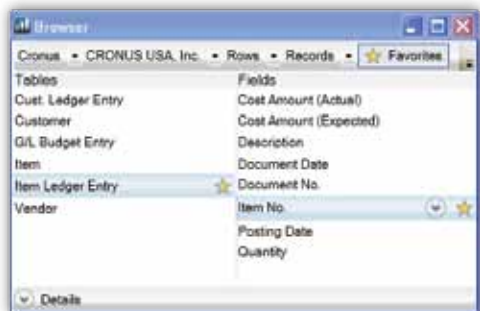 Browser
Cronus • CRONUS USA, Inc. • Rows • Records • Favorites
Tables Fields
Cust. Ledger Entry Cost Amount (Actual)
Customer Cost Amount (Expected)
G/L Budget Entry Description
Item Document Date
Item Ledger Entry Document No.
Vendor Item No.
Posting Date
Quantity
Details